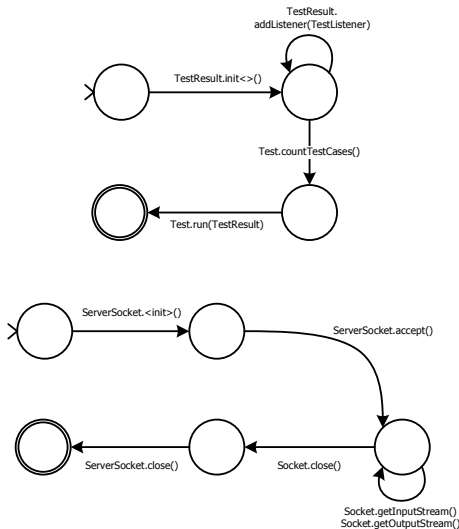 TestResult.
addListener(TestListener)
TestResult.init<>()
Test.countTestCases()
Test.run(TestResult)
ServerSocket.<init>()
ServerSocket.accept()
ServerSocket.close()
Socket.close()
Socket.getInputStream()
Socket.getOutputStream()